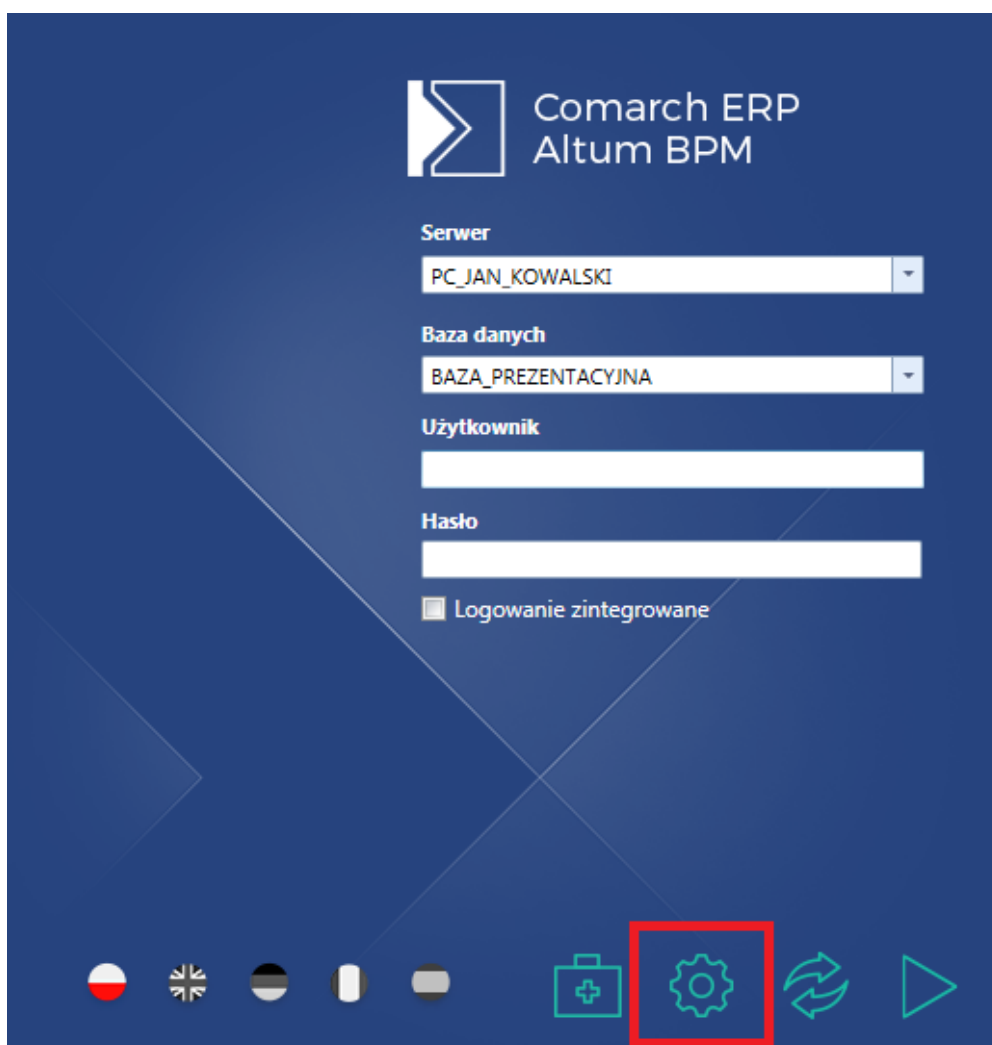 Comarch ERP
Altum BPM
Serwer
PC_JAN_KOWALSKI
Baza danych
BAZA_PREZENTACYJNA
Użytkownik
Hasło
Logowanie zintegrowane